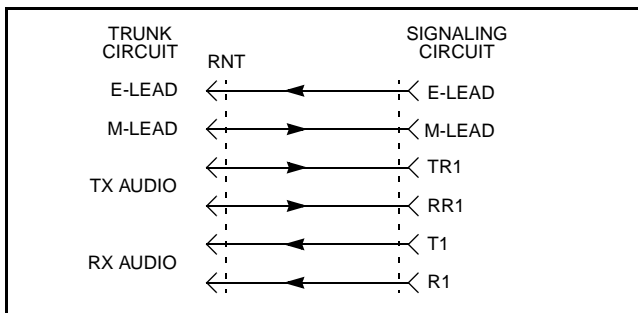 TRUNK
CIRCUIT
RNT
SIGNALING
CIRCUIT
E-LEAD
E-LEAD
M-LEAD
M-LEAD
TX AUDIO
TR1
RR1
RX AUDIO
T1
R1